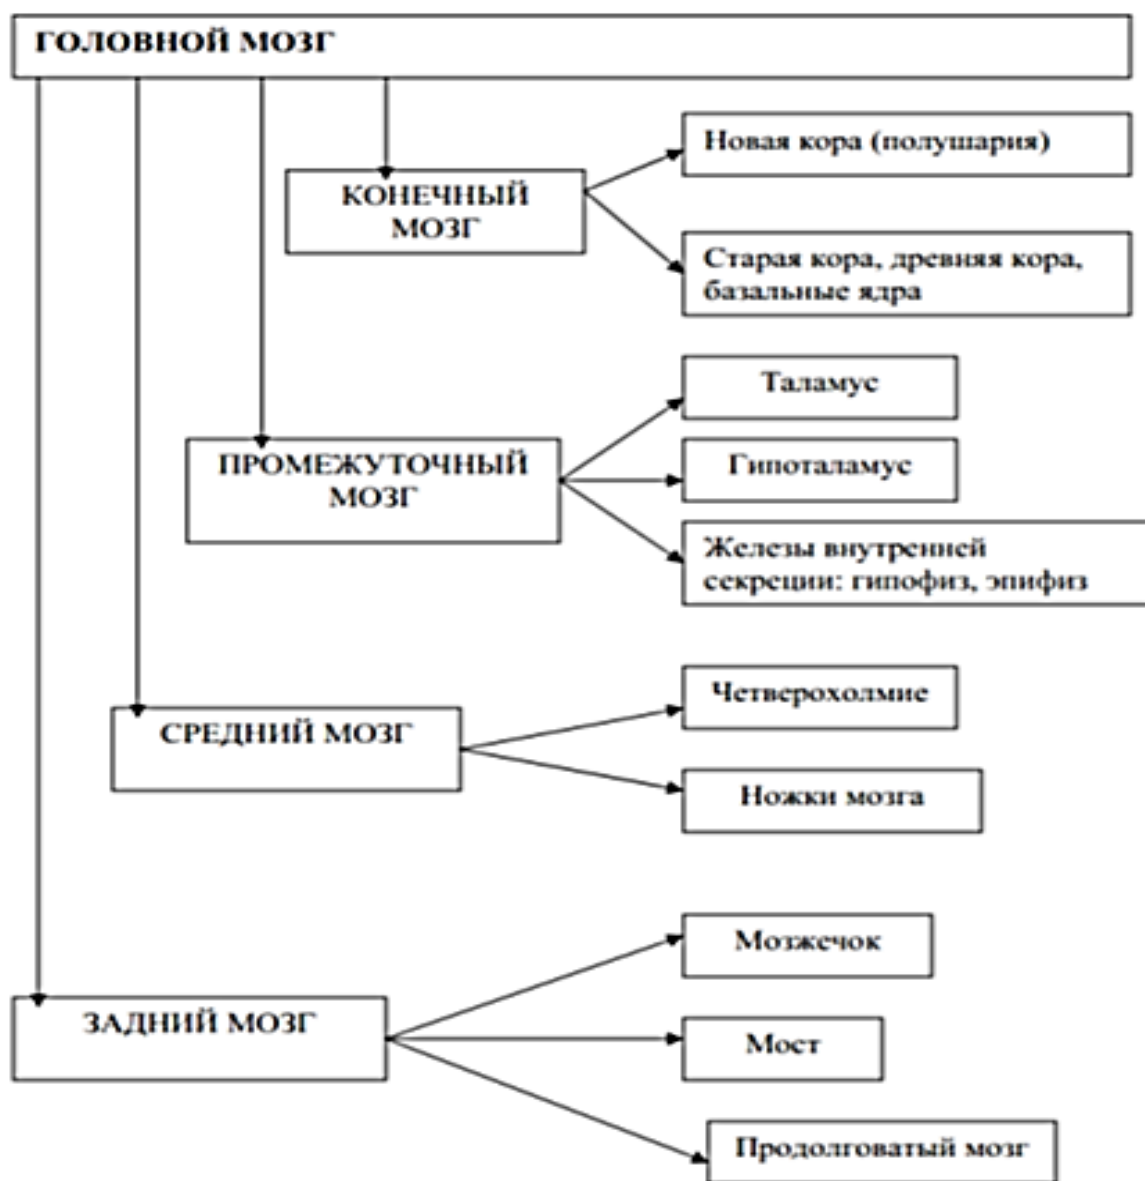 ГОЛОВНОЙ МОЗГ
КОНЕЧНЫЙ
МОЗГ
Новая кора (полушария)
Старая кора, древняя кора,
базальные ядра
ПРОМЕЖУТОЧНЫЙ
МОЗГ
Таламус
Гипоталамус
Железы внутренней
секреции: гипофиз, эпифиз
СРЕДНИЙ МОЗГ
Четверохолмие
Ножки мозга
ЗАДНИЙ МОЗГ
Мозжечок
Мост
Продолговатый мозг